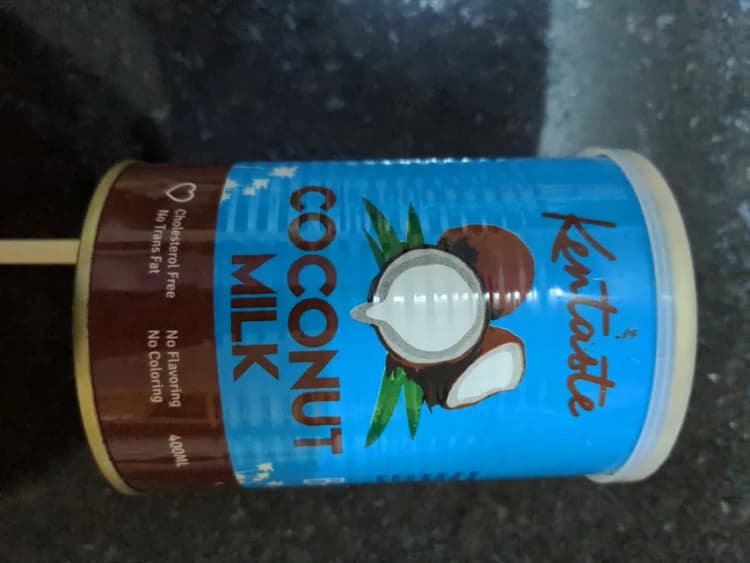 Kentaste
COCONUT
MILK
Cholesterol Free
No Trans Fat
No Flavoring
No Coloring
400ML